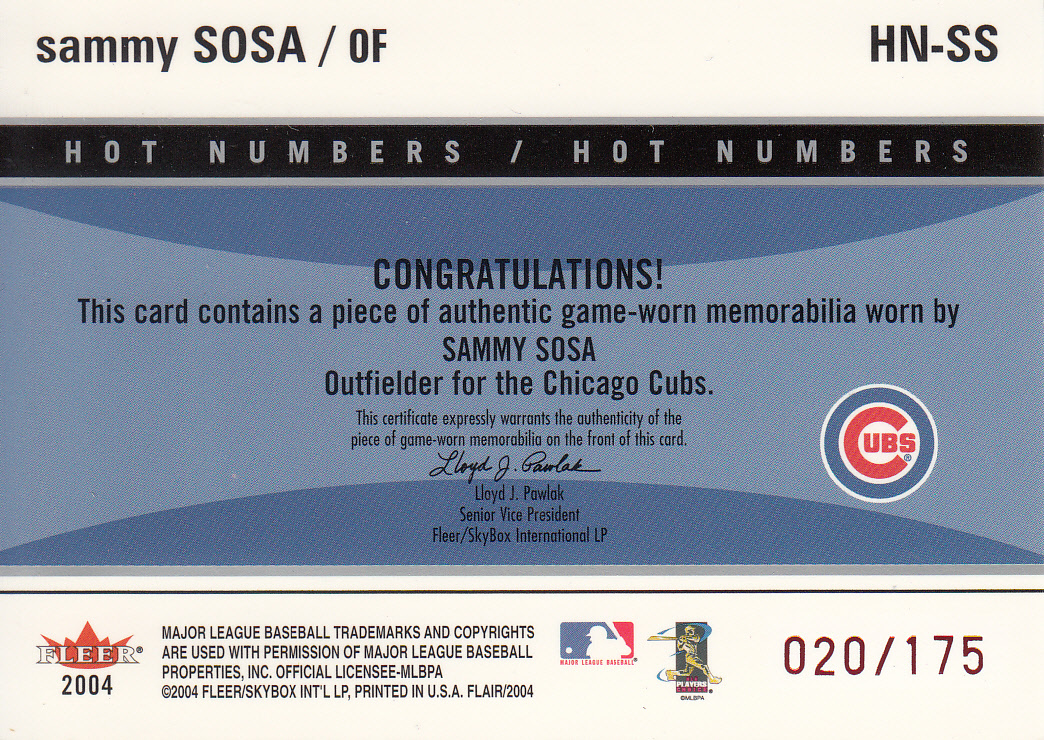 sammy SOSA / OF
HN-SS
HOT NUMBERS / HOT NUMBERS
CONGRATULATIONS!
This card contains a piece of authentic game-worn memorabilia worn by
SAMMY SOSA
Outfielder for the Chicago Cubs.
This certificate expressly warrants the authenticity of the
piece of game-worn memorabilia on the front of this card.
Lloyd J. Pawlak
Lloyd J. Pawlak
Senior Vice President
Fleer/SkyBox International LP
CUBS®
FLEER®
2004
MAJOR LEAGUE BASEBALL TRADEMARKS AND COPYRIGHTS
ARE USED WITH PERMISSION OF MAJOR LEAGUE BASEBALL
PROPERTIES, INC. OFFICIAL LICENSEE-MLBPA
©2004 FLEER/SKYBOX INT'L LP, PRINTED IN U.S.A. FLAIR/2004
MAJOR LEAGUE BASEBALL®
PLAYERS
CHOICE®
©MLBPA
020/175